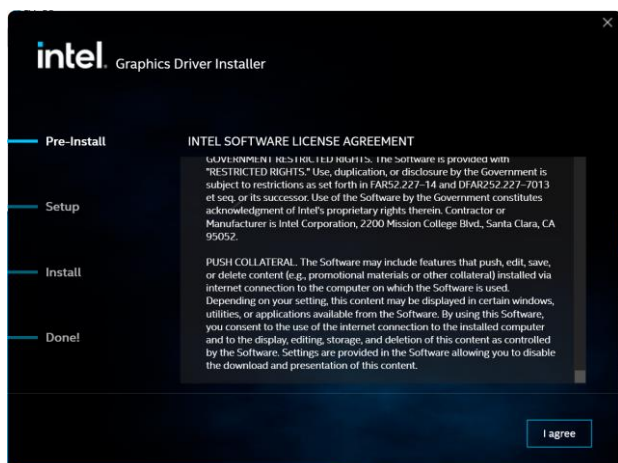 intel. Graphics Driver Installer
Pre-Install
Setup
Install
Done!
INTEL SOFTWARE LICENSE AGREEMENT
GOVERNMENT RESTRICTED RIGHTS. The Software is provided with
"RESTRICTED RIGHTS." Use, duplication, or disclosure by the Government is
subject to restrictions as set forth in FAR52.227–14 and DFAR252.227–7013
et seq. or its successor. Use of the Software by the Government constitutes
acknowledgment of Intel's proprietary rights therein. Contractor or
Manufacturer is Intel Corporation, 2200 Mission College Blvd., Santa Clara, CA
95052.
PUSH COLLATERAL. The Software may include features that push, edit, save,
or delete content (e.g., promotional materials or other collateral) installed via
internet connection to the computer on which the Software is used.
Depending on your setting, this content may be displayed in certain windows,
utilities, or applications available from the Software. By using this Software,
you consent to the use of the internet connection to the installed computer
and to the display, editing, storage, and deletion of this content as controlled
by the Software. Settings are provided in the Software allowing you to disable
the download and presentation of this content.
I agree